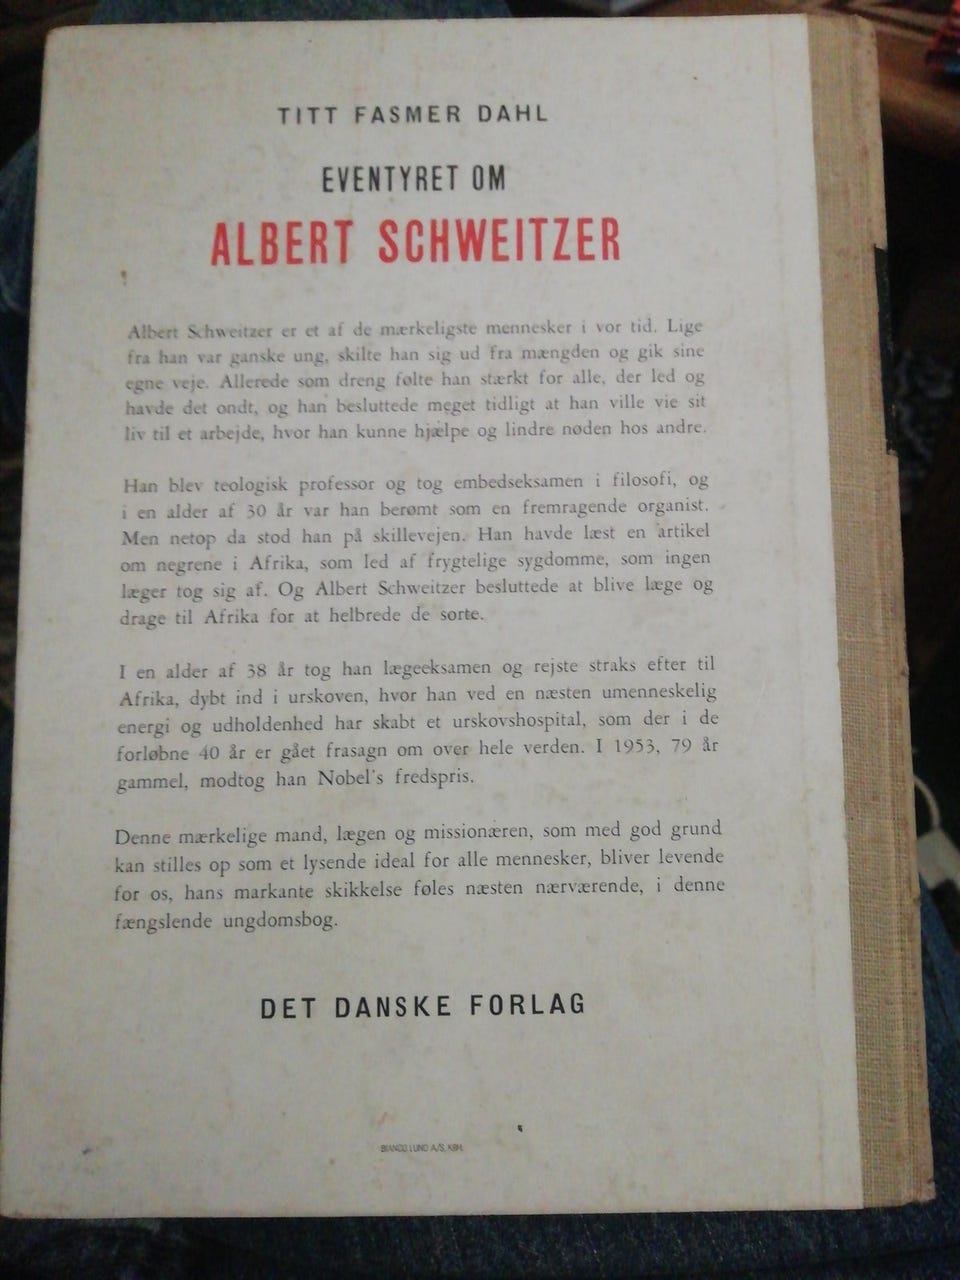 TITT FASMER DAHL
EVENTYRET OM
ALBERT SCHWEITZER
Albert Schweitzer er et af de mærkeligste mennesker i vor tid. Lige
fra han var ganske ung, skilte han sig ud fra mængden og gik sine
egne veje. Allerede som dreng følte han stærkt for alle, der led og
havde det ondt, og han besluttede meget tidligt at han ville vie sit
liv til et arbejde, hvor han kunne hjælpe og lindre nøden hos andre.
Han blev teologisk professor og tog embedseksamen i filosofi, og
i en alder af 30 år var han berømt som en fremragende organist.
Men netop da stod han på skillevejen. Han havde læst en artikel
om negrene i Afrika, som led af frygtelige sygdomme, som ingen
læger tog sig af. Og Albert Schweitzer besluttede at blive læge og
drage til Afrika for at helbrede de sorte.
I en alder af 38 år tog han lægeeksamen og rejste straks efter til
Afrika, dybt ind i urskoven, hvor han ved en næsten umenneskelig
energi og udholdenhed har skabt et urskovshospital, som der i de
forløbne 40 år er gået frasagn om over hele verden. I 1953, 79 år
gammel, modtog han Nobel's fredspris.
Denne mærkelige mand, lægen og missionæren, som med god grund
kan stilles op som et lysende ideal for alle mennesker, bliver levende
for os, hans markante skikkelse føles næsten nærværende, i denne
fængslende ungdomsbog.
DET DANSKE FORLAG
BIANCO LUNO A/S, KBH.